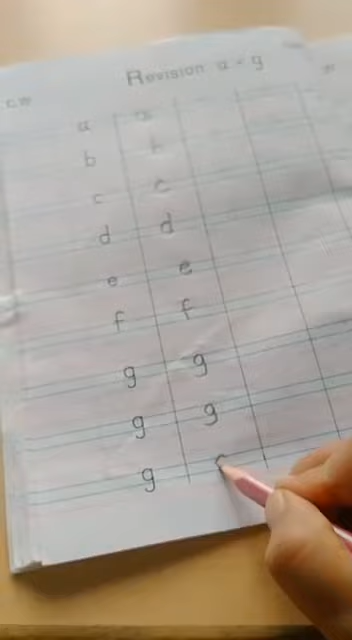 Revision a - g
cw
a a
b b
c c
d d
e e
f f
g g
g g
g